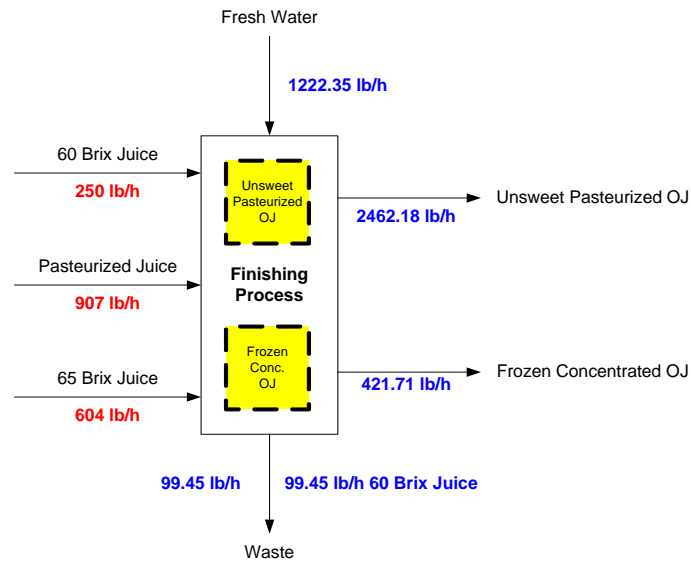 Fresh Water
1222.35 lb/h
60 Brix Juice
250 lb/h
Unsweet
Pasteurized
OJ
Unsweet Pasteurized OJ
2462.18 lb/h
Pasteurized Juice
907 lb/h
Finishing
Process
65 Brix Juice
604 lb/h
Frozen
Conc.
OJ
Frozen Concentrated OJ
421.71 lb/h
99.45 lb/h
99.45 lb/h 60 Brix Juice
Waste